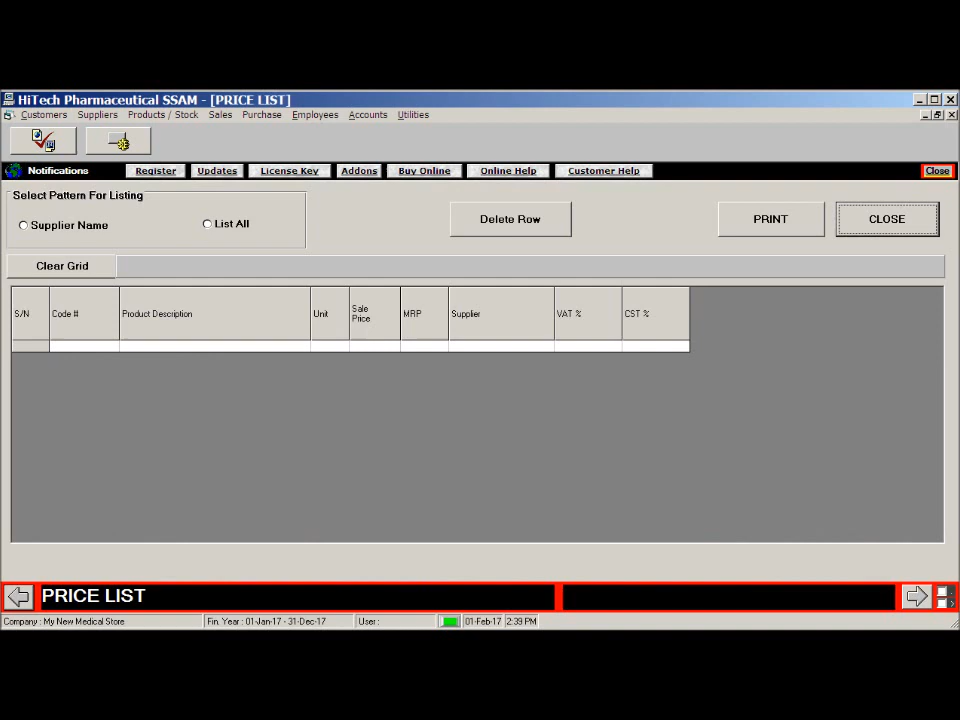 HiTech Pharmaceutical SSAM - [PRICE LIST]
Customers Suppliers Products / Stock Sales Purchase Employees Accounts Utilities
Notifications Register Updates License Key Addons Buy Online Online Help Customer Help Close
Select Pattern For Listing
Supplier Name List All Delete Row PRINT CLOSE
Clear Grid
S/N Code # Product Description Unit Sale Price MRP Supplier VAT % CST %
PRICE LIST
Company : My New Medical Store Fin. Year : 01-Jan-17 - 31-Dec-17 User : 01-Feb-17 2:39 PM